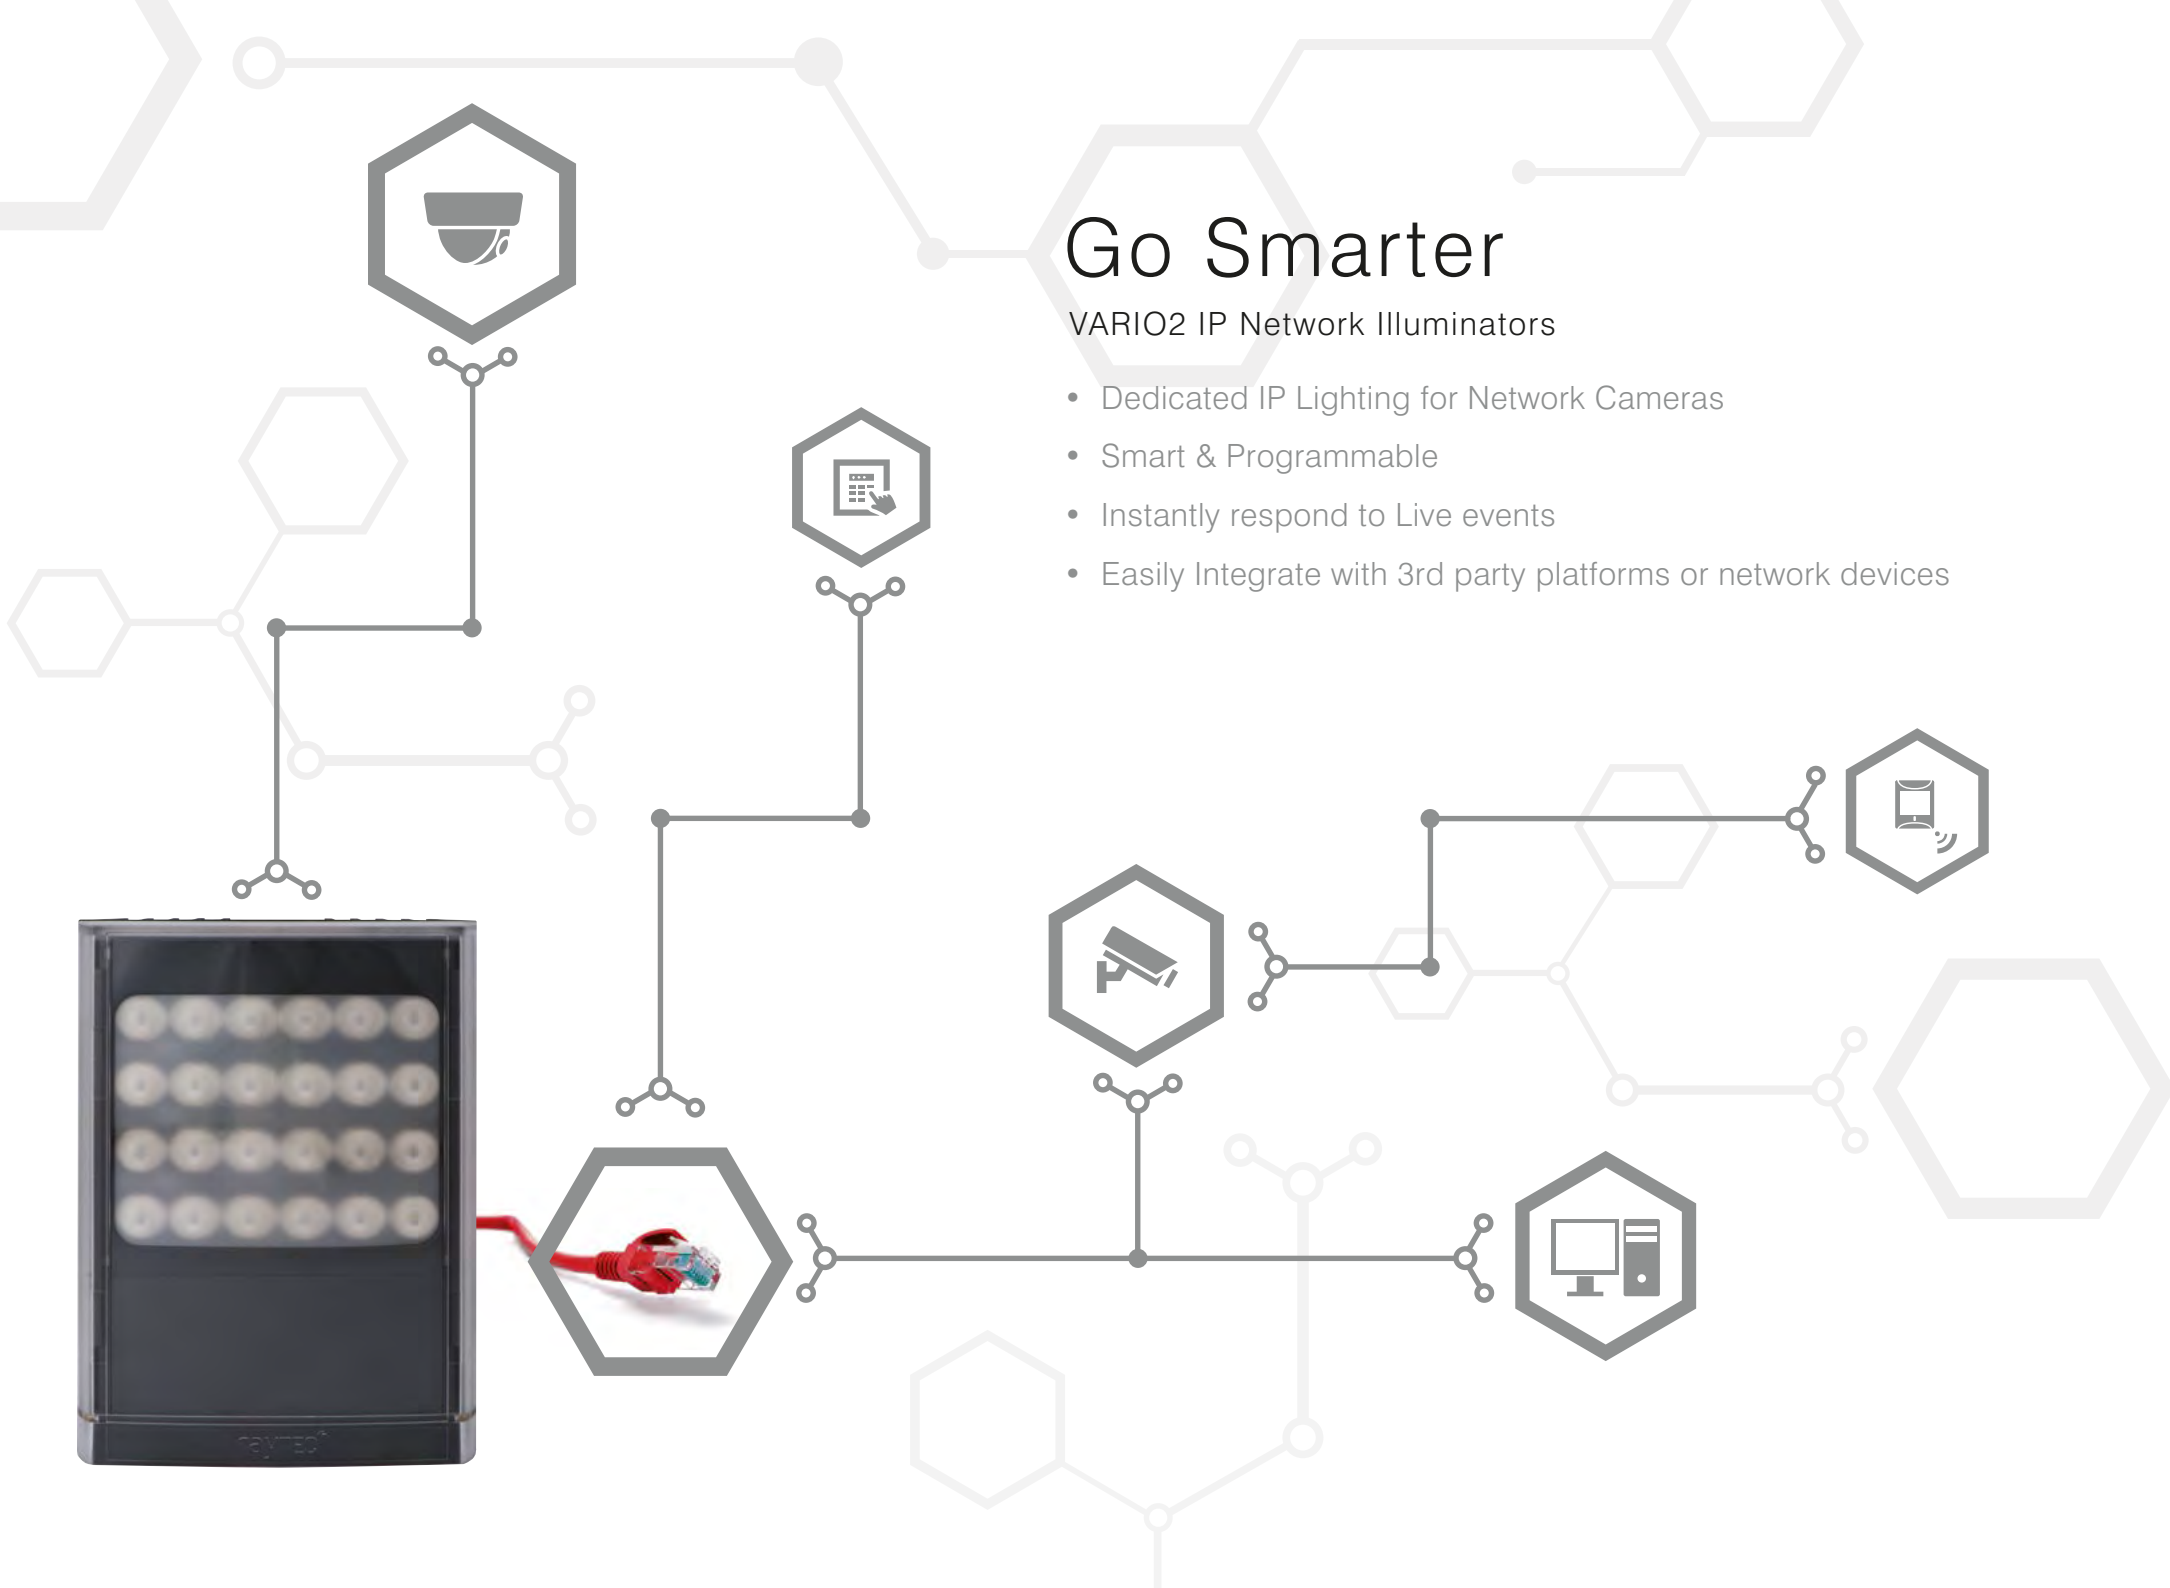 Go Smarter
VARIO2 IP Network Illuminators
• Dedicated IP Lighting for Network Cameras
• Smart & Programmable
• Instantly respond to Live events
• Easily Integrate with 3rd party platforms or network devices
rayTEC